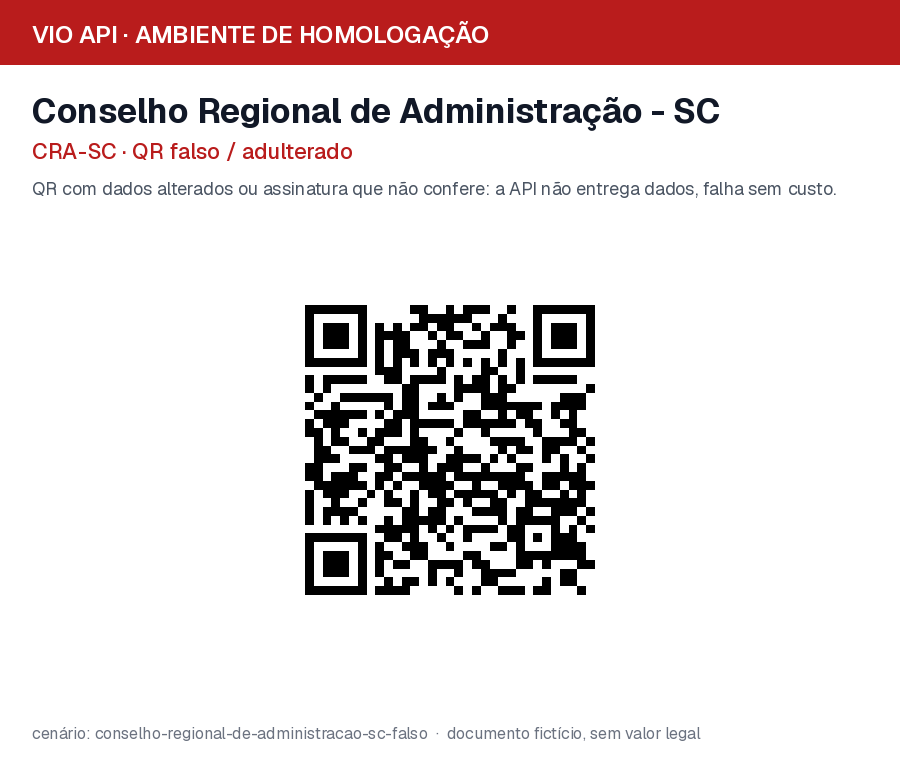 VIO API · AMBIENTE DE HOMOLOGAÇÃO
Conselho Regional de Administração - SC
CRA-SC · QR falso / adulterado
QR com dados alterados ou assinatura que não confere: a API não entrega dados, falha sem custo.
cenário: conselho-regional-de-administracao-sc-falso · documento fictício, sem valor legal